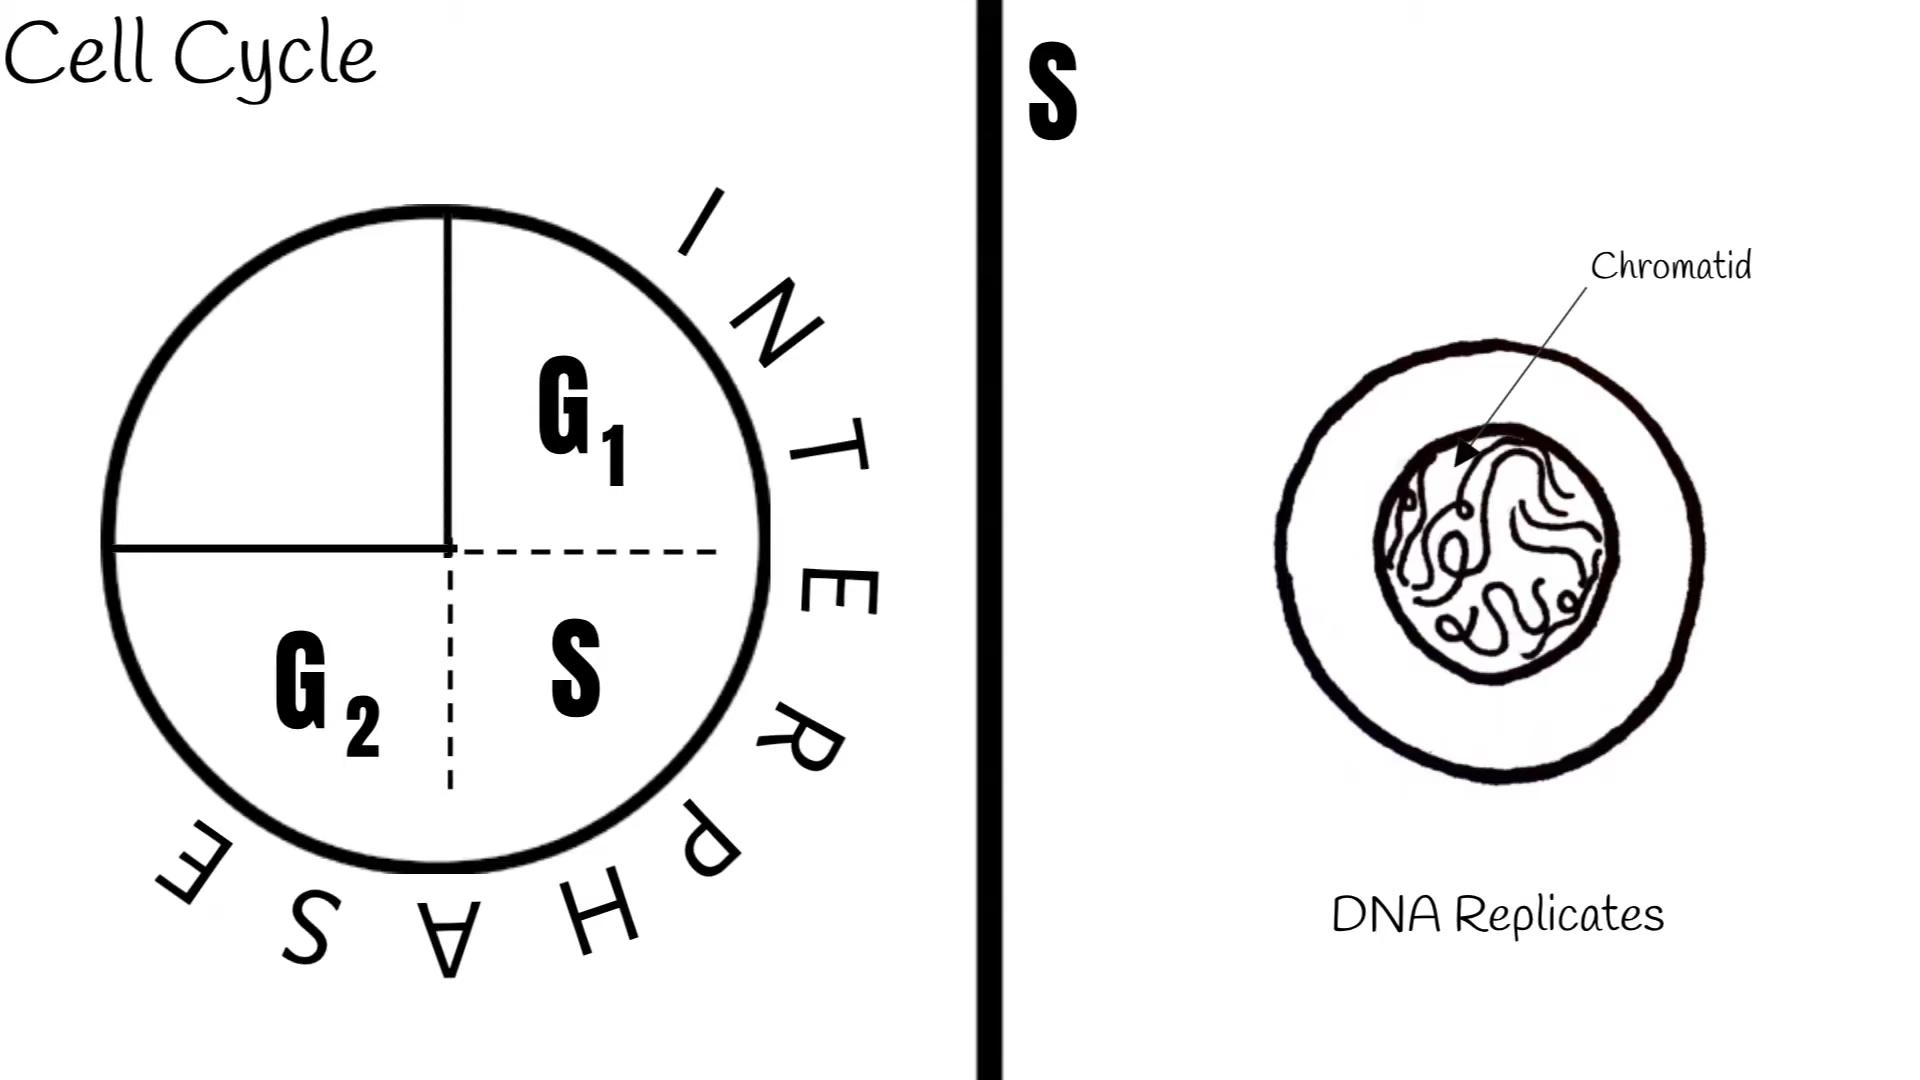 Cell Cycle
INTERPHASE
G1
S
G2
S
Chromatid
DNA Replicates